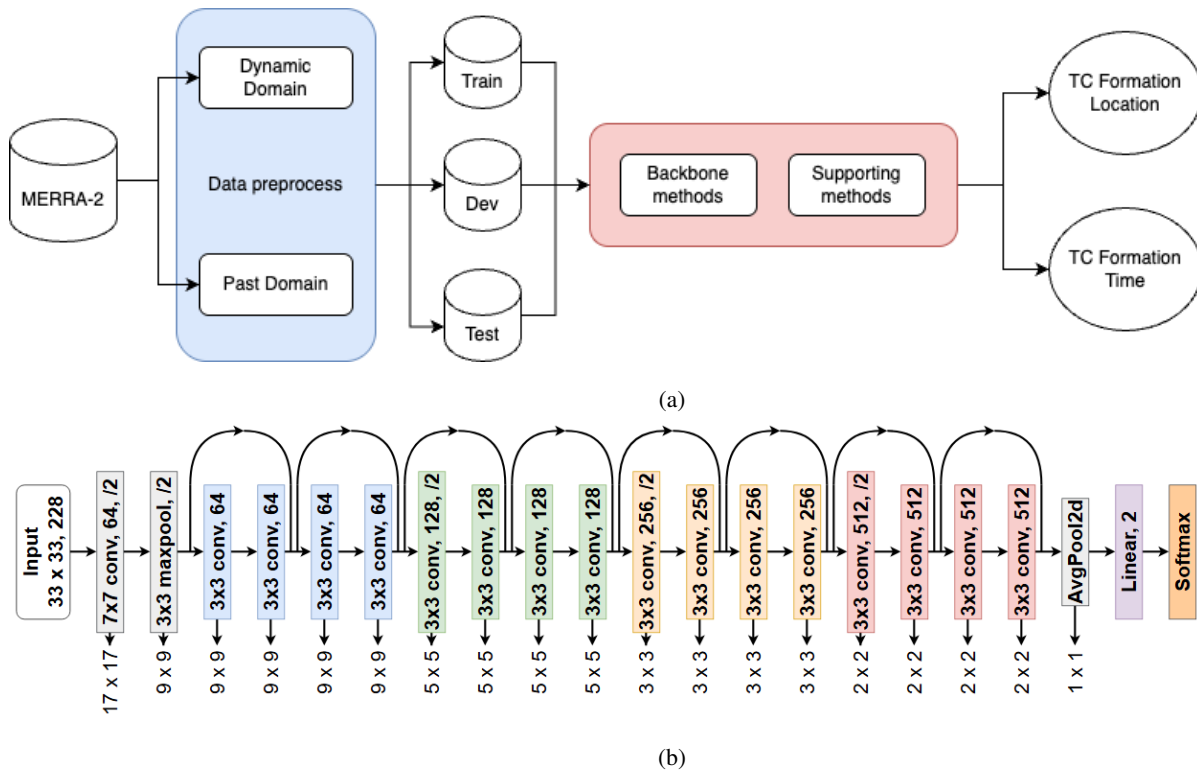 Dynamic
Domain
MERRA-2
Data preprocess
Past Domain
Train
Dev
Test
Backbone
methods
Supporting
methods
TC Formation
Location
TC Formation
Time
(a)
Input
33 x 33, 228
7x7 conv, 64, /2
3x3 maxpool, /2
3x3 conv, 64
3x3 conv, 64
3x3 conv, 64
3x3 conv, 64
3x3 conv, 128, /2
3x3 conv, 128
3x3 conv, 128
3x3 conv, 128
3x3 conv, 256, /2
3x3 conv, 256
3x3 conv, 256
3x3 conv, 256
3x3 conv, 512, /2
3x3 conv, 512
3x3 conv, 512
3x3 conv, 512
AvgPool2d
Linear, 2
Softmax
17 x 17
9 x 9
9 x 9
9 x 9
9 x 9
9 x 9
5 x 5
5 x 5
5 x 5
5 x 5
3 x 3
3 x 3
3 x 3
3 x 3
2 x 2
2 x 2
2 x 2
2 x 2
1 x 1
(b)